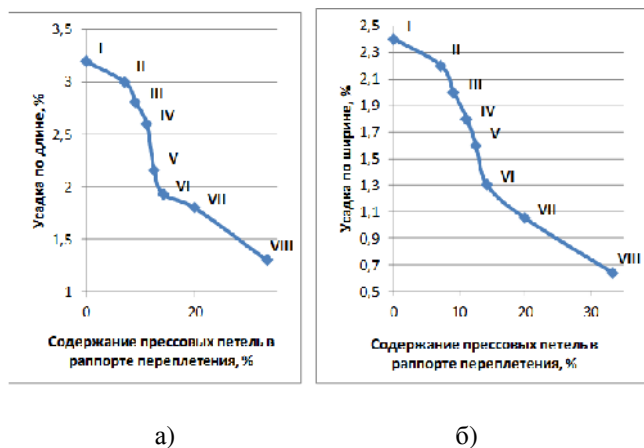 3,5
3
2,5
2
1,5
1
Усадка по длине, %
I
II
III
IV
V
VI
VII
VIII
0
20
Содержание прессовых петель в
раппорте переплетения, %
а)
2,5
2,3
2,1
1,9
1,7
1,5
1,3
1,1
0,9
0,7
0,5
Усадка по ширине, %
I
II
III
IV
V
VI
VII
VIII
0
10
20
30
Содержание прессовых петель в
раппорте переплетения, %
б)